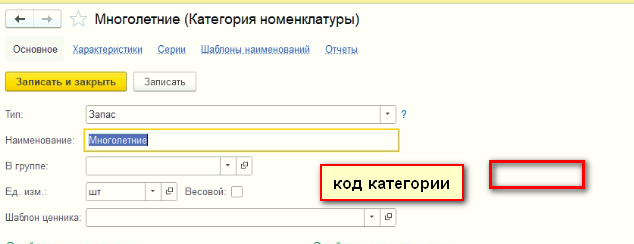 Многолетние (Категория номенклатуры)
Основное Характеристики Серии Шаблоны наименований Отчеты
Записать и закрыть Записать
Тип: Запас ?
Наименование: Многолетние
В группе:
код категории
Ед. изм.: шт Весовой:
Шаблон ценника: